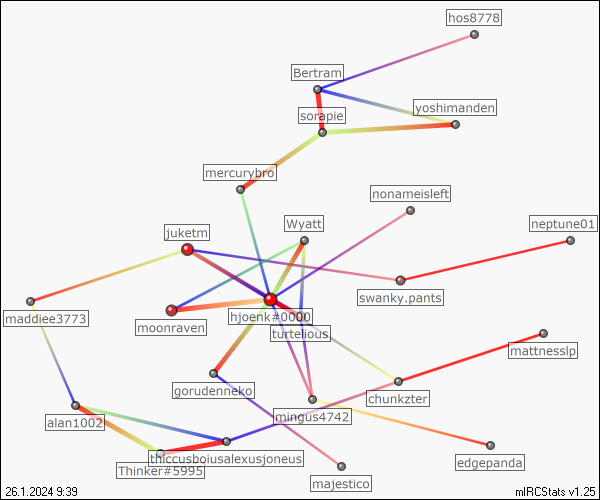 hos8778
Bertram
yoshimanden
sorapie
mercurybro
nonameisleft
Wyatt
neptune01
juketm
swanky.pants
hjoenk#0000
maddiee3773
moonraven
turtelious
mattnesslp
gorudenneko
chunkzter
mingus4742
alan1002
thiccusboiusalexusjoneus
edgepanda
Thinker#5995
majestico
26.1.2024 9:39
mIRCStats v1.25